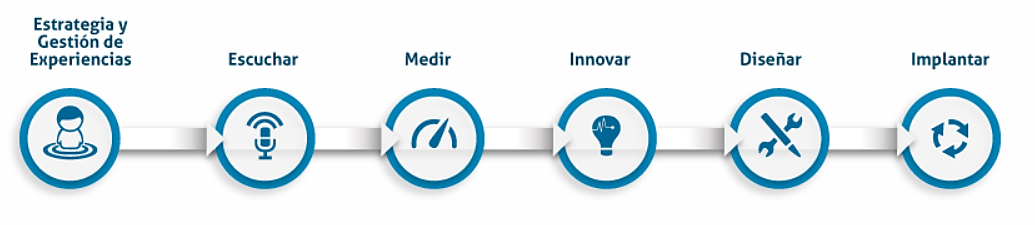 Estrategia y
Gestión de
Experiencias
Escuchar
Medir
Innovar
Diseñar
Implantar